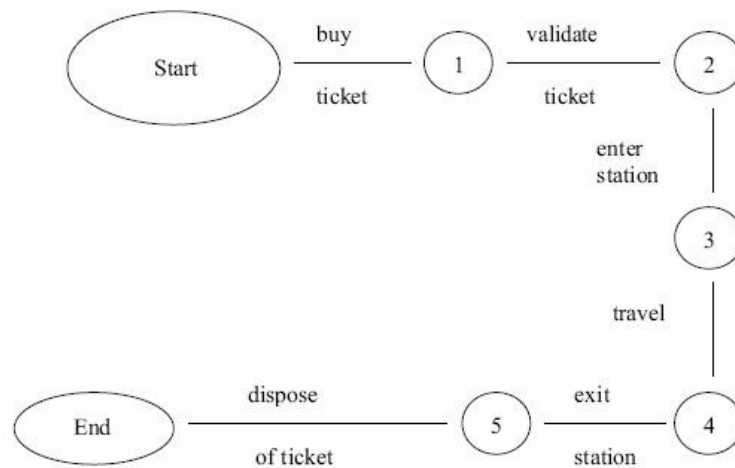 Start
buy
ticket
1
validate
ticket
2
enter
station
3
travel
4
exit
station
5
dispose
of ticket
End